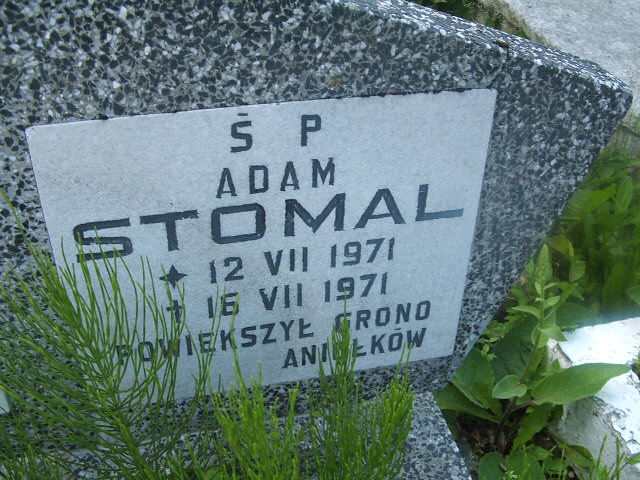 Ś P
ADAM
STOMAL
✦ 12 VII 1971
✝ 16 VII 1971
POWIĘKSZYŁ GRONO
ANIOŁKÓW